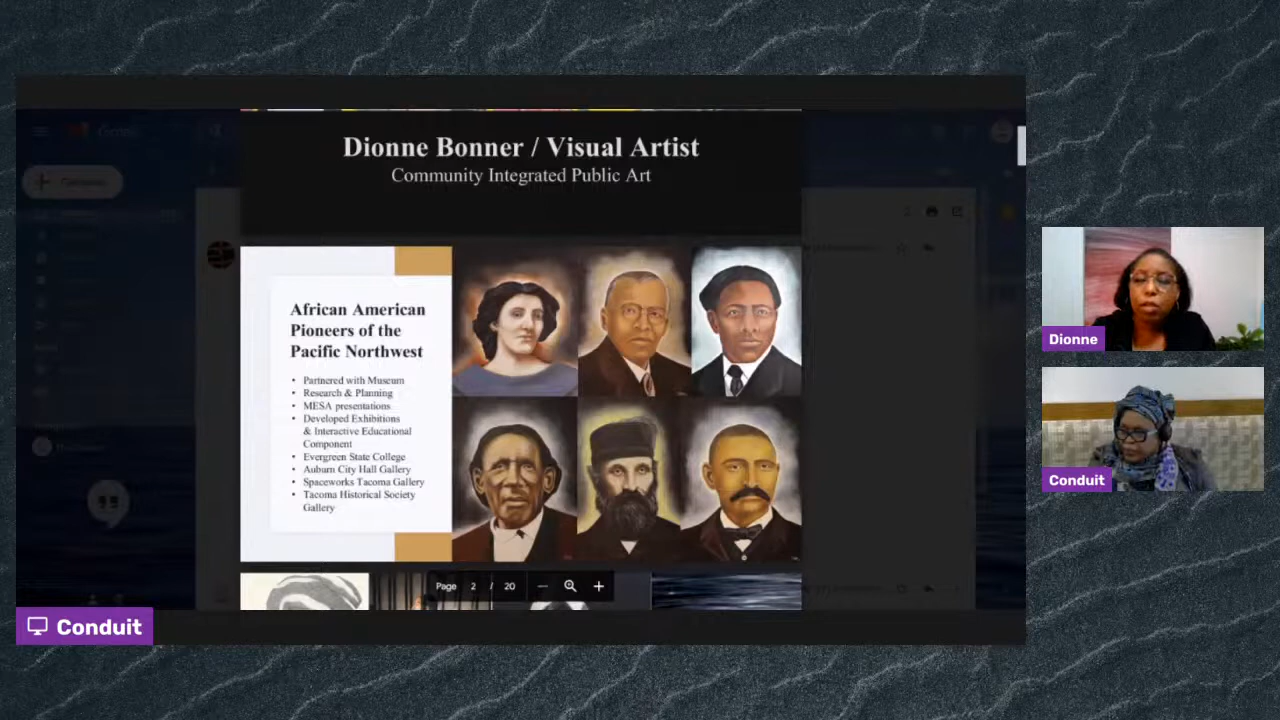 Dionne Bonner / Visual Artist
Community Integrated Public Art
African American
Pioneers of the
Pacific Northwest
• Partnered with Museum
• Research & Planning
• MESA presentations
• Developed Exhibitions
& Interactive Educational
Component
• Evergreen State College
• Auburn City Hall Gallery
• Spaceworks Tacoma Gallery
• Tacoma Historical Society
Gallery
Page 2 / 20
Conduit
Dionne
Conduit